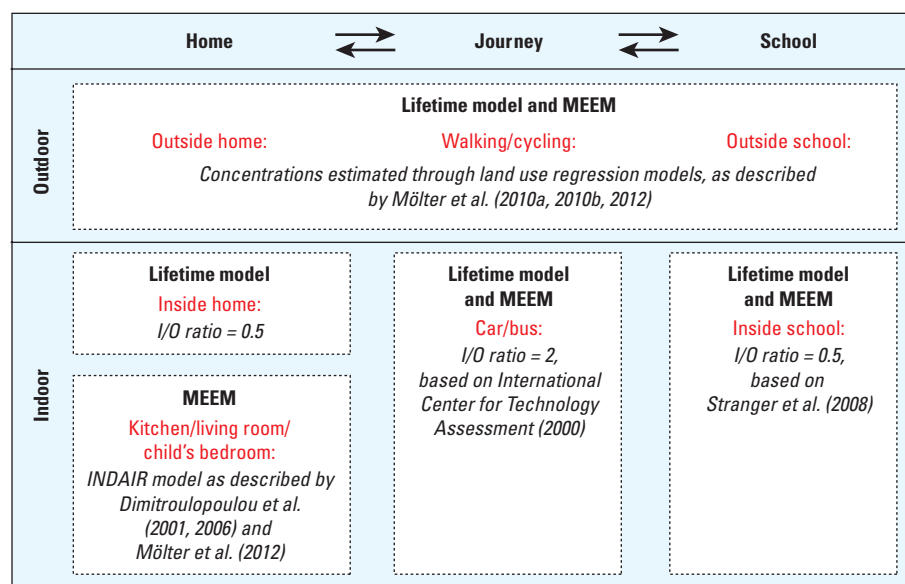 Home
Journey
School
Outdoor
Lifetime model and MEEM
Outside home:
Walking/cycling:
Outside school:
Concentrations estimated through land use regression models, as described
by Mölter et al. (2010a, 2010b, 2012)
Indoor
Lifetime model
Inside home:
I/O ratio = 0.5
MEEM
Kitchen/living room/
child's bedroom:
INDAIR model as described by
Dimitroulopoulou et al.
(2001, 2006) and
Mölter et al. (2012)
Lifetime model
and MEEM
Car/bus:
I/O ratio = 2,
based on International
Center for Technology
Assessment (2000)
Lifetime model
and MEEM
Inside school:
I/O ratio = 0.5,
based on
Stranger et al. (2008)